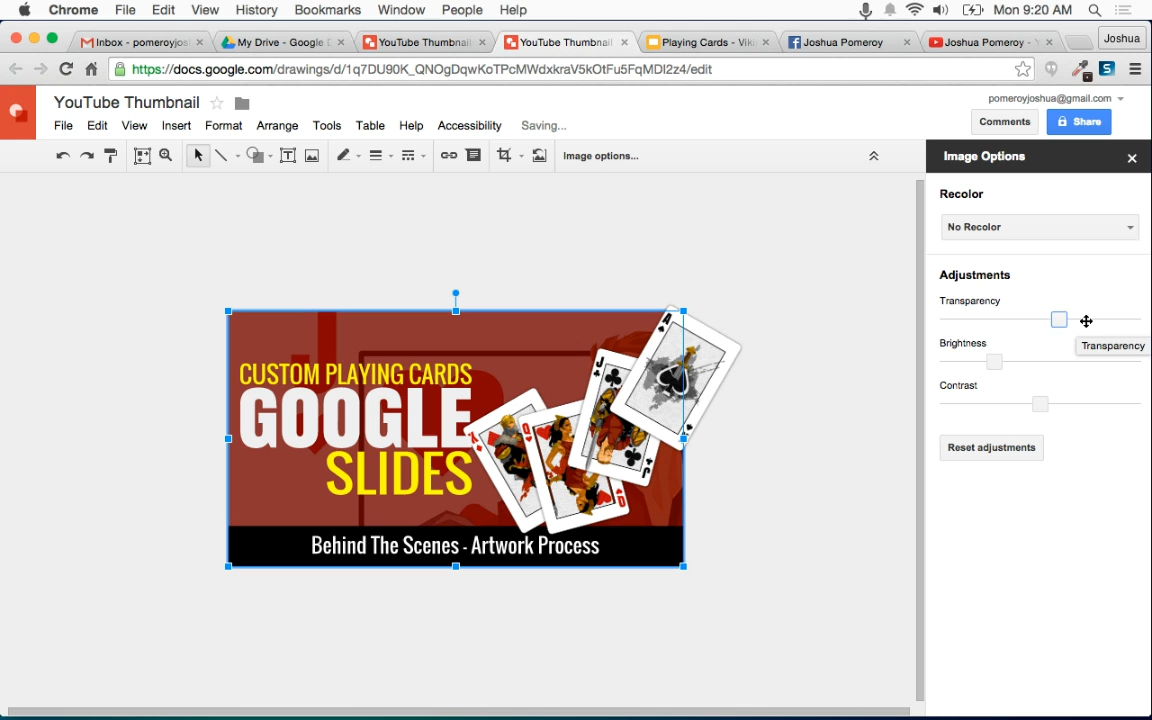 Chrome File Edit View History Bookmarks Window People Help Mon 9:20 AM
Inbox - pomeroyjos My Drive - Google D YouTube Thumbnail YouTube Thumbnail Playing Cards - Vik Joshua Pomeroy Joshua Pomeroy - Y Joshua
https://docs.google.com/drawings/d/1q7DU90K_QNOgDqwKoTPcMWdxkraV5kOtFu5FqMDI2z4/edit
YouTube Thumbnail
pomeroyjoshua@gmail.com
File Edit View Insert Format Arrange Tools Table Help Accessibility Saving...
Comments Share
Image options...
Image Options
Recolor
No Recolor
Adjustments
Transparency
Transparency
Brightness
Contrast
Reset adjustments
CUSTOM PLAYING CARDS
GOOGLE
SLIDES
Behind The Scenes - Artwork Process
A
J
J
Q
Q
K